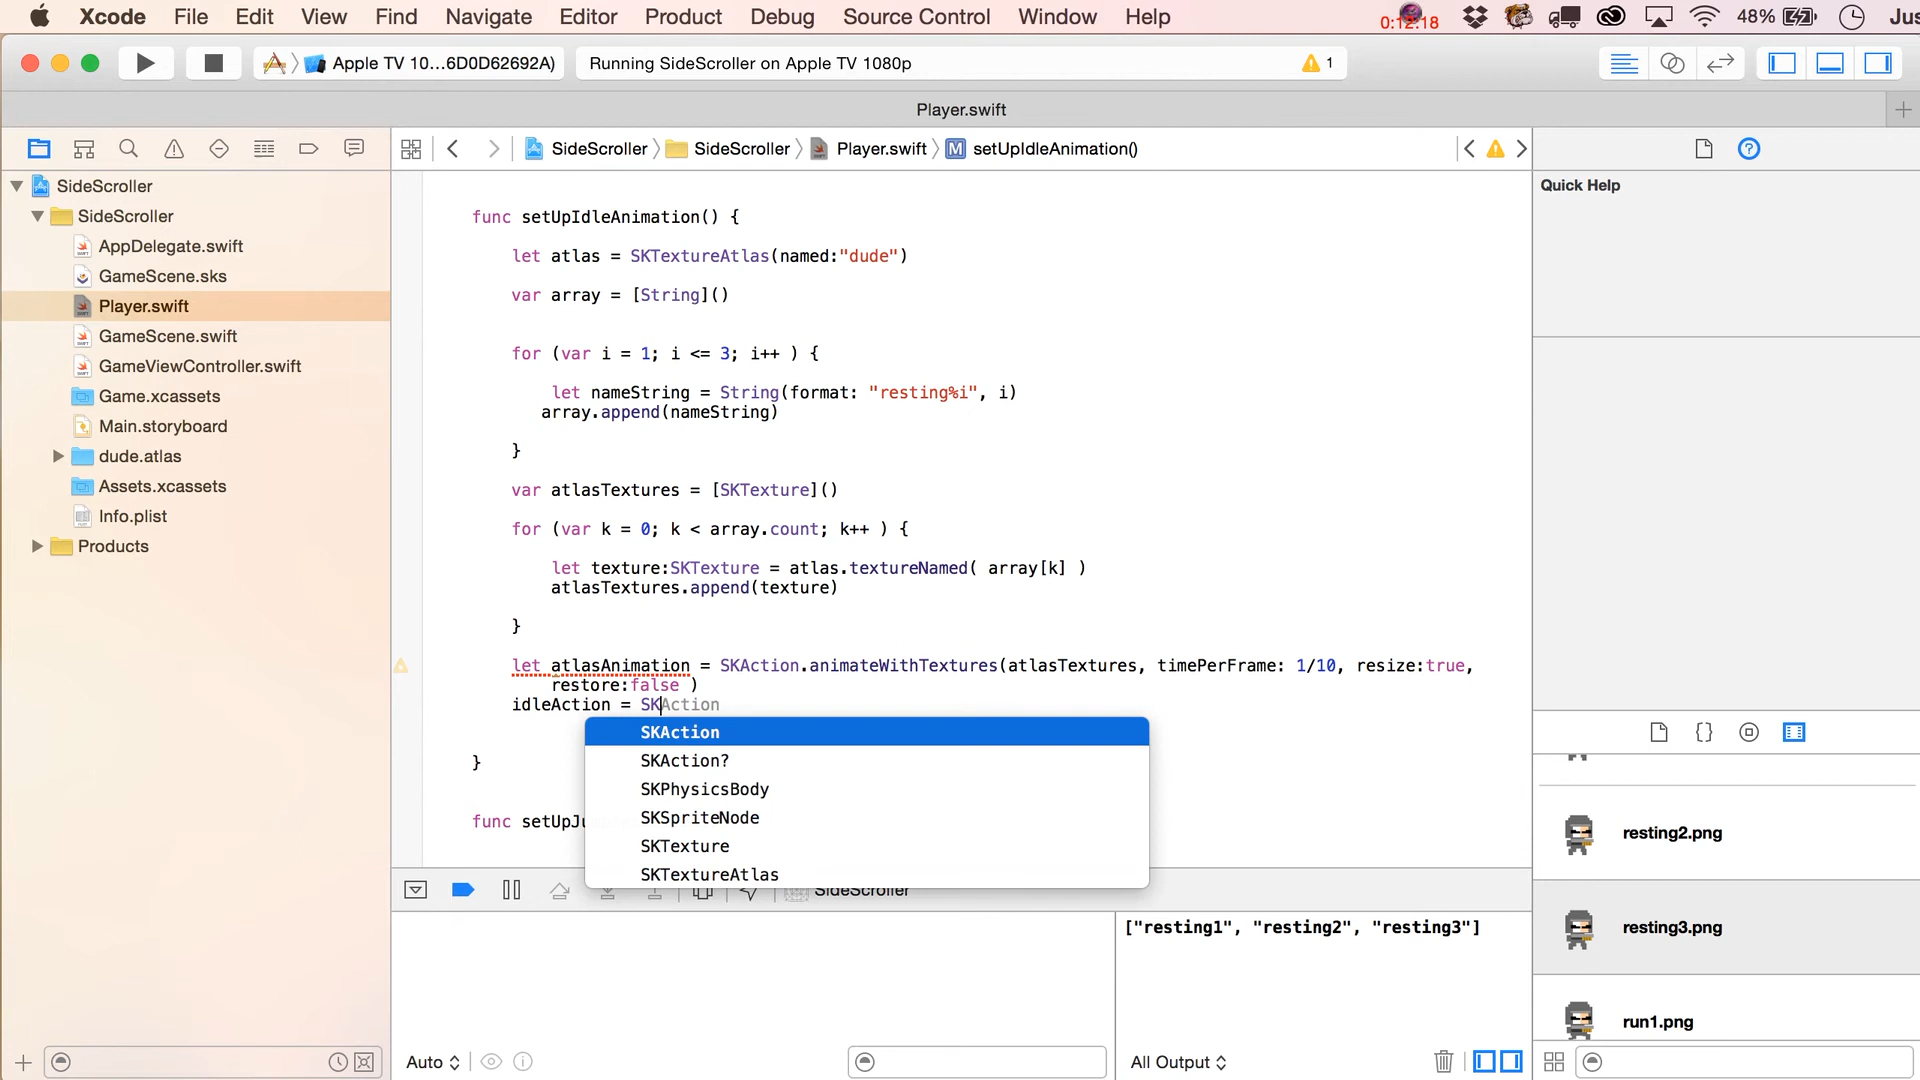 Xcode File Edit View Find Navigate Editor Product Debug Source Control Window Help 0:12:18 48% Jus
Apple TV 10...6D0D62692A) Running SideScroller on Apple TV 1080p 1
Player.swift
SideScroller SideScroller Player.swift M setUpIdleAnimation()
Quick Help
SideScroller
SideScroller
AppDelegate.swift
GameScene.sks
Player.swift
GameScene.swift
GameViewController.swift
Game.xcassets
Main.storyboard
dude.atlas
Assets.xcassets
Info.plist
Products
func setUpIdleAnimation() {
let atlas = SKTextureAtlas(named:"dude")
var array = [String]()
for (var i = 1; i <= 3; i++ ) {
let nameString = String(format: "resting%i", i)
array.append(nameString)
}
var atlasTextures = [SKTexture]()
for (var k = 0; k < array.count; k++ ) {
let texture:SKTexture = atlas.textureNamed( array[k] )
atlasTextures.append(texture)
}
let atlasAnimation = SKAction.animateWithTextures(atlasTextures, timePerFrame: 1/10, resize:true,
restore:false )
idleAction = SKAction
SKAction
SKAction?
SKPhysicsBody
SKSpriteNode
SKTexture
SKTextureAtlas
}
func setUpJu
SideScroller
["resting1", "resting2", "resting3"]
Auto
All Output
resting2.png
resting3.png
run1.png